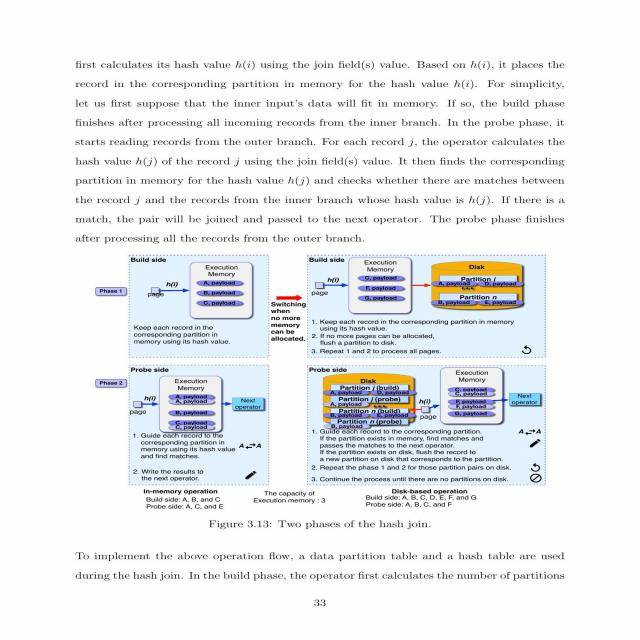 first calculates its hash value h(i) using the join field(s) value. Based on h(i), it places the
record in the corresponding partition in memory for the hash value h(i). For simplicity,
let us first suppose that the inner input's data will fit in memory. If so, the build phase
finishes after processing all incoming records from the inner branch. In the probe phase, it
starts reading records from the outer branch. For each record j, the operator calculates the
hash value h(j) of the record j using the join field(s) value. It then finds the corresponding
partition in memory for the hash value h(j) and checks whether there are matches between
the record j and the records from the inner branch whose hash value is h(j). If there is a
match, the pair will be joined and passed to the next operator. The probe phase finishes
after processing all the records from the outer branch.
Phase 1
Build side
h(i)
page
Execution
Memory
A, payload
B, payload
C, payload
Keep each record in the
corresponding partition in
memory using its hash value.
Switching
when
no more
memory
can be
allocated.
Build side
h(i)
page
Execution
Memory
C, payload
F, payload
G, payload
Disk
Partition i
A, payload
D, payload
Partition n
B, payload
E, payload
1. Keep each record in the corresponding partition in memory
using its hash value.
2. If no more pages can be allocated,
flush a partition to disk.
3. Repeat 1 and 2 to process all pages.
Phase 2
Probe side
h(i)
page
Execution
Memory
A, payload
A, payload
B, payload
C, payload
C, payload
Next
operator
1. Guide each record to the
corresponding partition in
memory using its hash value
and find matches.
A A
2. Write the results to
the next operator.
Probe side
Disk
Partition i (build)
A, payload
D, payload
Partition i (probe)
A, payload
Partition n (build)
B, payload
E, payload
Partition n (probe)
B, payload
h(i)
page
Execution
Memory
C, payload
C, payload
F, payload
F, payload
G, payload
Next
operator
1. Guide each record to the corresponding partition.
If the partition exists in memory, find matches and
passes the matches to the next operator.
If the partition exists on disk, flush the record to
a new partition on disk that corresponds to the partition.
A A
2. Repeat the phase 1 and 2 for those partition pairs on disk.
3. Continue the process until there are no partitions on disk.
In-memory operation
Build side: A, B, and C
Probe side: A, C, and E
The capacity of
Execution memory : 3
Disk-based operation
Build side: A, B, C, D, E, F, and G
Probe side: A, B, C, and F
Figure 3.13: Two phases of the hash join.
To implement the above operation flow, a data partition table and a hash table are used
during the hash join. In the build phase, the operator first calculates the number of partitions
33